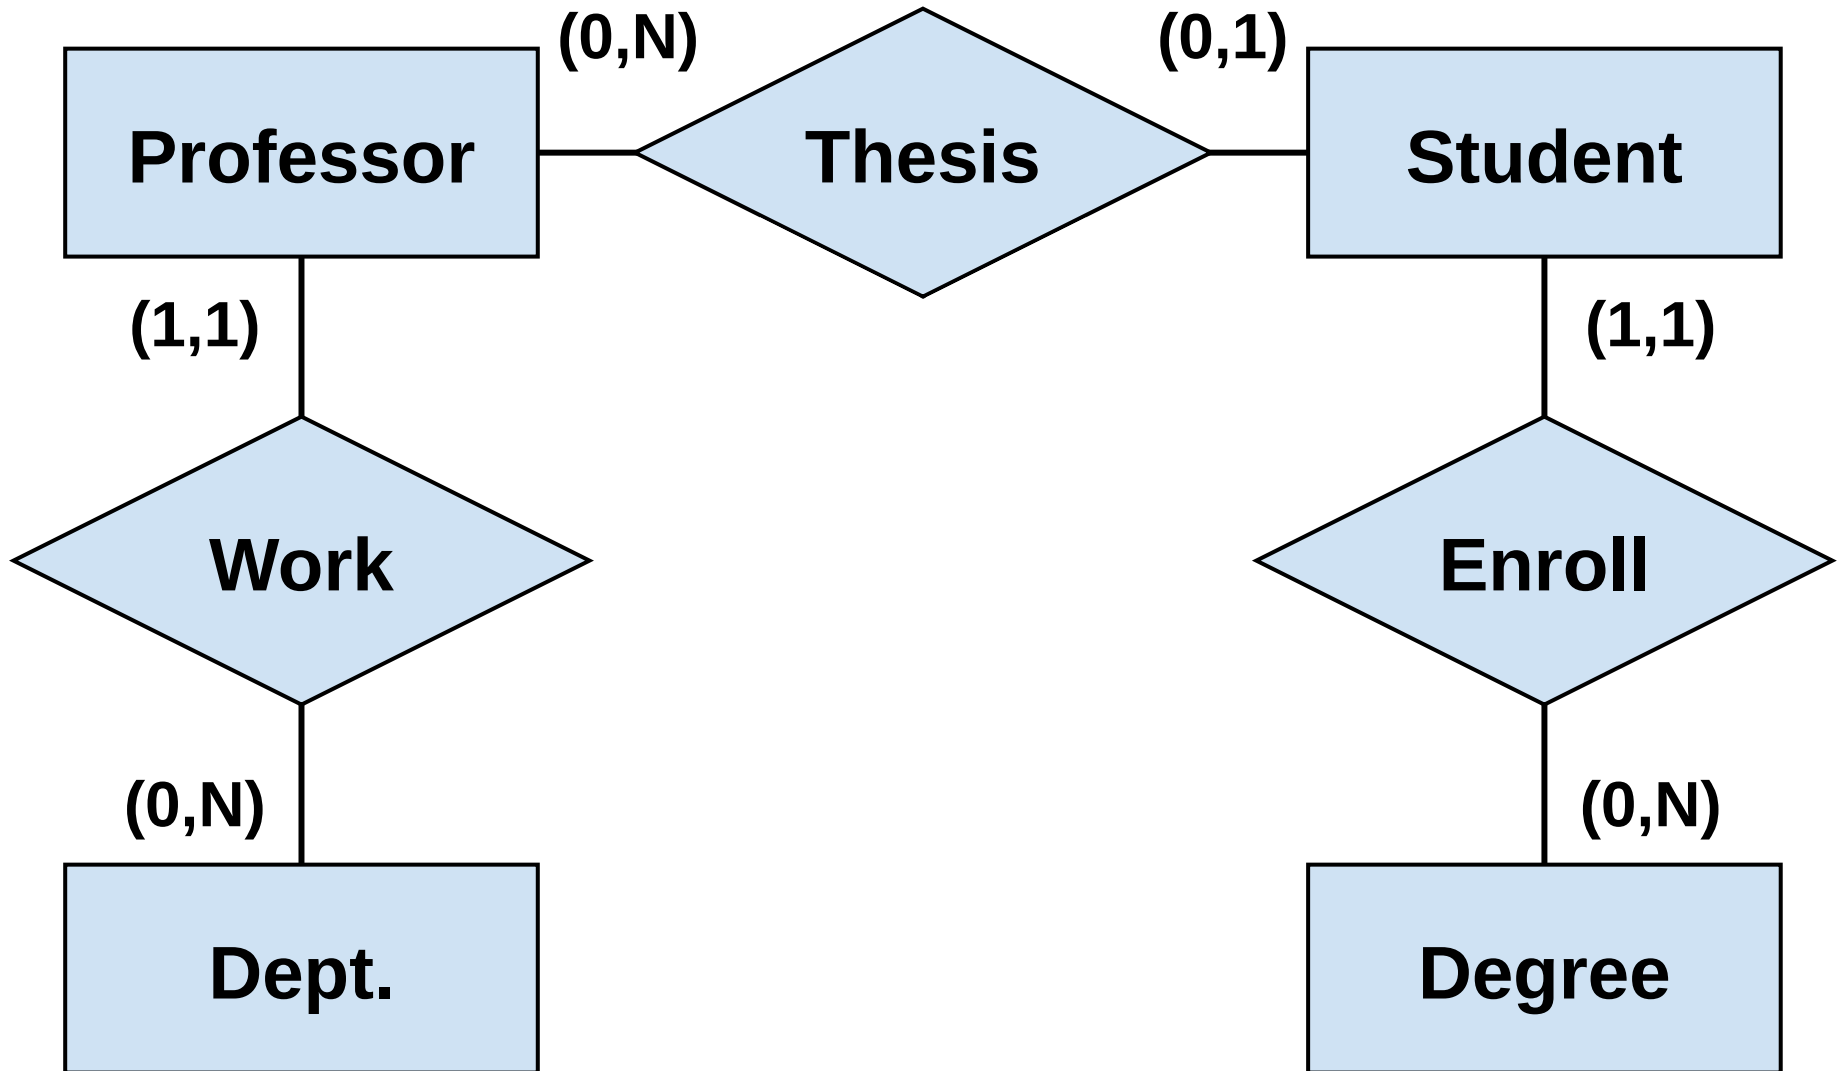 (0,N)
(0,1)
Professor
Thesis
Student
(1,1)
(1,1)
Work
Enroll
(0,N)
(0,N)
Dept.
Degree